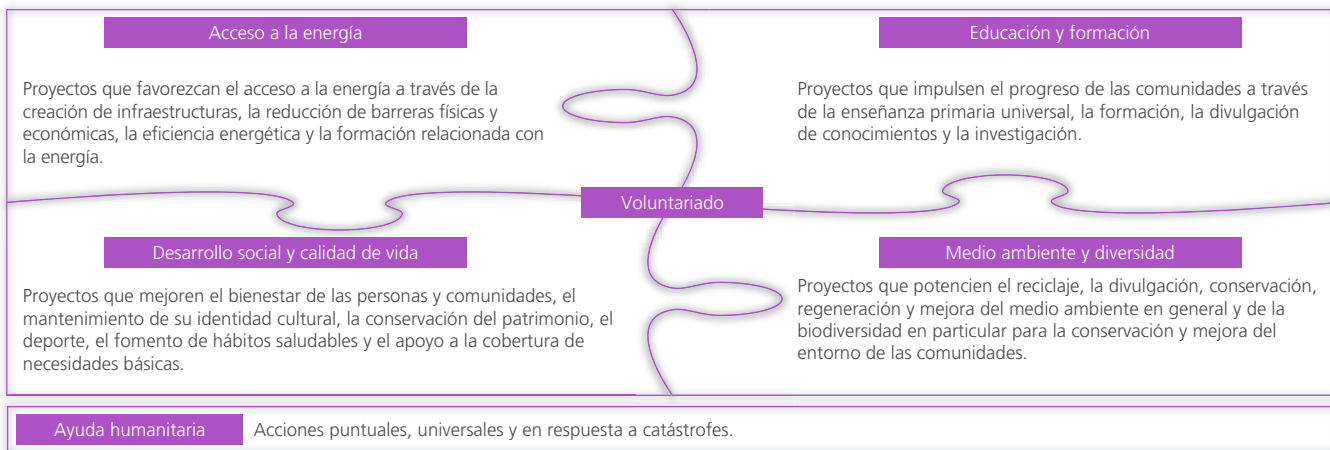 Acceso a la energía
Proyectos que favorezcan el acceso a la energía a través de la
creación de infraestructuras, la reducción de barreras físicas y
económicas, la eficiencia energética y la formación relacionada con
la energía.
Educación y formación
Proyectos que impulsen el progreso de las comunidades a través
de la enseñanza primaria universal, la formación, la divulgación
de conocimientos y la investigación.
Voluntariado
Desarrollo social y calidad de vida
Proyectos que mejoren el bienestar de las personas y comunidades, el
mantenimiento de su identidad cultural, la conservación del patrimonio, el
deporte, el fomento de hábitos saludables y el apoyo a la cobertura de
necesidades básicas.
Medio ambiente y diversidad
Proyectos que potencien el reciclaje, la divulgación, conservación,
regeneración y mejora del medio ambiente en general y de la
biodiversidad en particular para la conservación y mejora del
entorno de las comunidades.
Ayuda humanitaria
Acciones puntuales, universales y en respuesta a catástrofes.